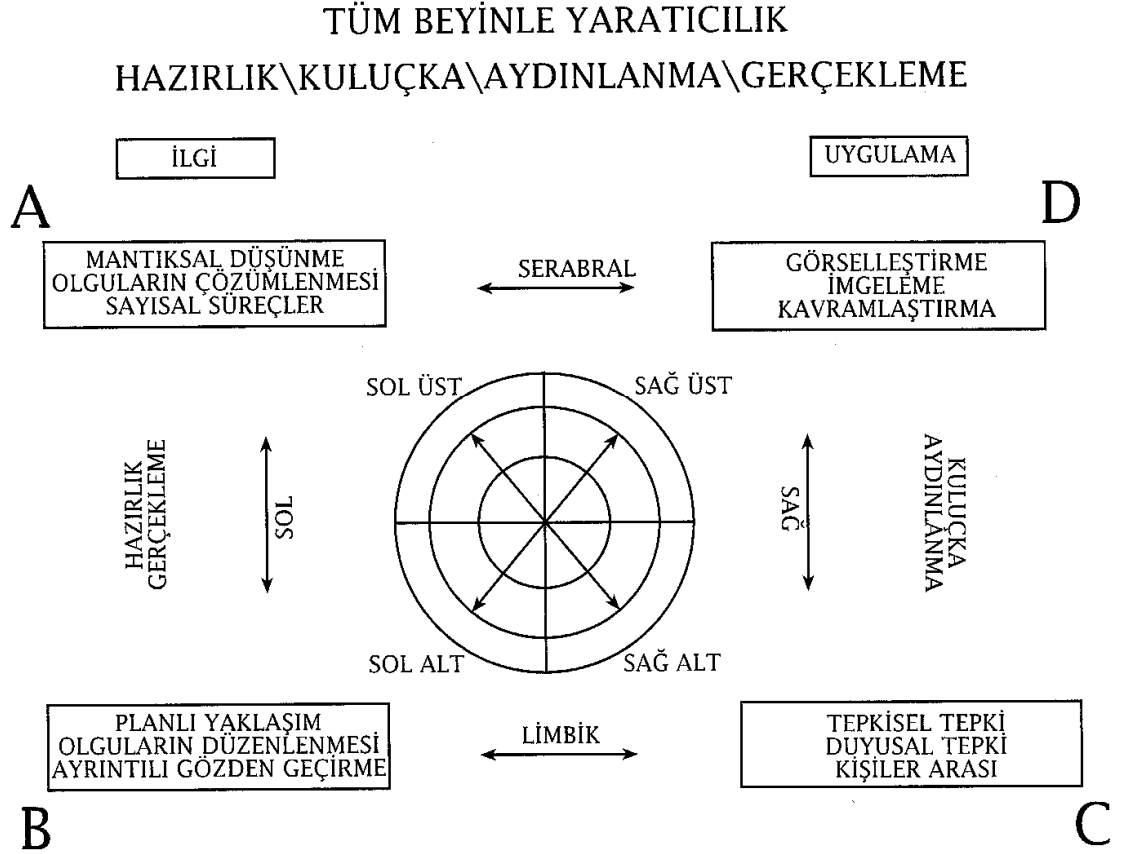 TÜM BEYİNLE YARATICILIK
HAZIRLIK\KULUÇKA\AYDINLANMA\GERÇEKLEME
İLGİ
UYGULAMA
A
D
MANTIKSAL DÜŞÜNME
OLGULARIN ÇÖZÜMLENMESİ
SAYISAL SÜREÇLER
SERABRAL
GÖRSELLEŞTİRME
İMGELEME
KAVRAMLAŞTIRMA
SOL ÜST
SAĞ ÜST
HAZIRLIK
GERÇEKLEME
SOL
SAĞ
KULUÇKA
AYDINLANMA
SOL ALT
SAĞ ALT
PLANLI YAKLAŞIM
OLGULARIN DÜZENLENMESİ
AYRINTILI GÖZDEN GEÇİRME
LİMBİK
TEPKİSEL TEPKİ
DUYUSAL TEPKİ
KİŞİLER ARASI
B
C